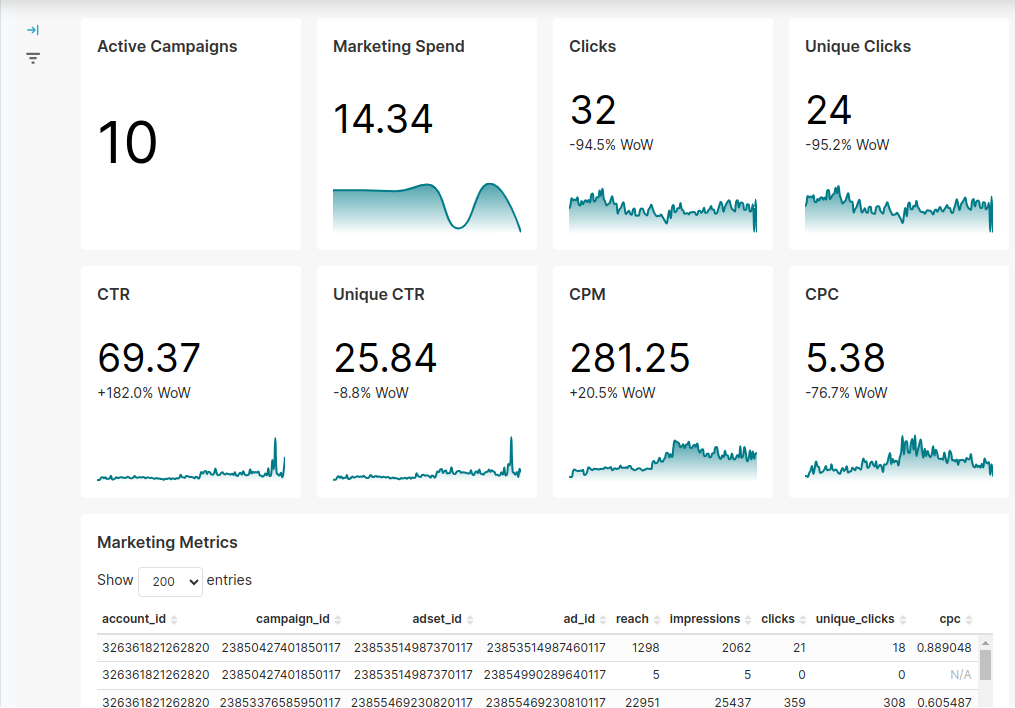 Active Campaigns
10
Marketing Spend
14.34
Clicks
32
-94.5% WoW
Unique Clicks
24
-95.2% WoW
CTR
69.37
+182.0% WoW
Unique CTR
25.84
-8.8% WoW
CPM
281.25
+20.5% WoW
CPC
5.38
-76.7% WoW
Marketing Metrics
Show 200 entries
account_id campaign_id adset_id ad_id reach impressions clicks unique_clicks cpc
326361821262820 23850427401850117 23853514987370117 23853514987460117 1298 2062 21 18 0.889048
326361821262820 23850427401850117 23853514987370117 23854990289640117 5 5 0 0 N/A
326361821262820 23853376585950117 23855469230820117 23855469230810117 22951 25437 359 308 0.605487